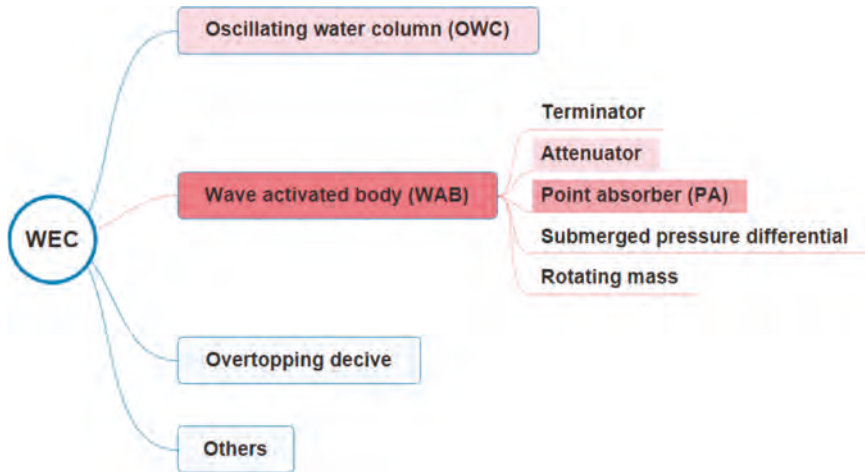 Oscillating water column (OWC)
Terminator
Attenuator
Wave activated body (WAB)
Point absorber (PA)
WEC
Submerged pressure differential
Rotating mass
Overtopping decive
Others